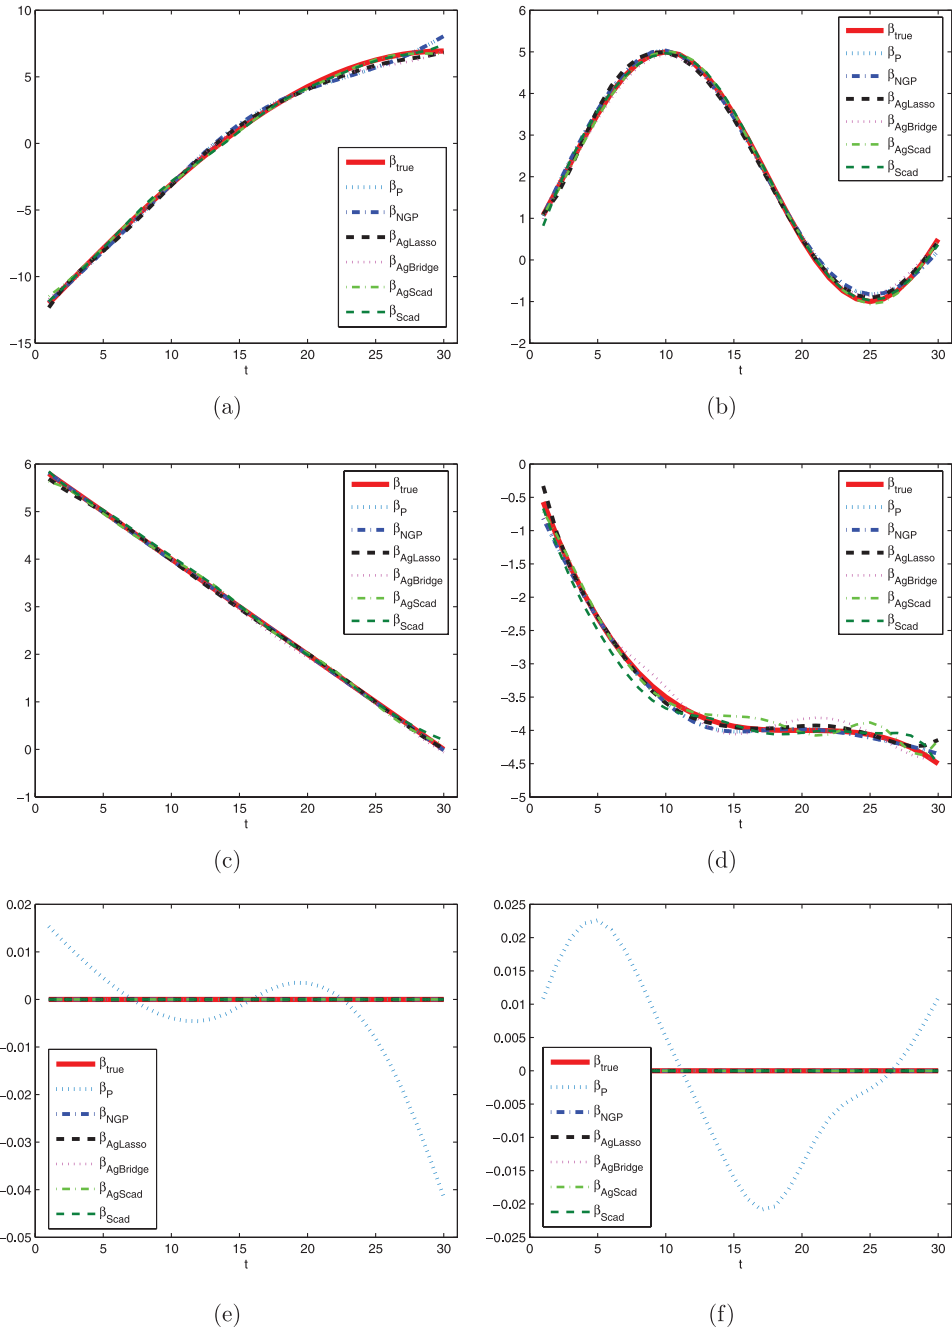 10
5
0
−5
−10
−15
0 5 10 15 20 25 30
t
βtrue
βP
βNGP
βAgLasso
βAgBridge
βAgScad
βScad
(a)
6
5
4
3
2
1
0
−1
−2
0 5 10 15 20 25 30
t
βtrue
βP
βNGP
βAgLasso
βAgBridge
βAgScad
βScad
(b)
6
5
4
3
2
1
0
−1
0 5 10 15 20 25 30
t
βtrue
βP
βNGP
βAgLasso
βAgBridge
βAgScad
βScad
(c)
0
−0.5
−1
−1.5
−2
−2.5
−3
−3.5
−4
−4.5
−5
0 5 10 15 20 25 30
t
βtrue
βP
βNGP
βAgLasso
βAgBridge
βAgScad
βScad
(d)
0.02
0.01
0
−0.01
−0.02
−0.03
−0.04
−0.05
0 5 10 15 20 25 30
t
βtrue
βP
βNGP
βAgLasso
βAgBridge
βAgScad
βScad
(e)
0.025
0.02
0.015
0.01
0.005
0
−0.005
−0.01
−0.015
−0.02
−0.025
0 5 10 15 20 25 30
t
βtrue
βP
βNGP
βAgLasso
βAgBridge
βAgScad
βScad
(f)